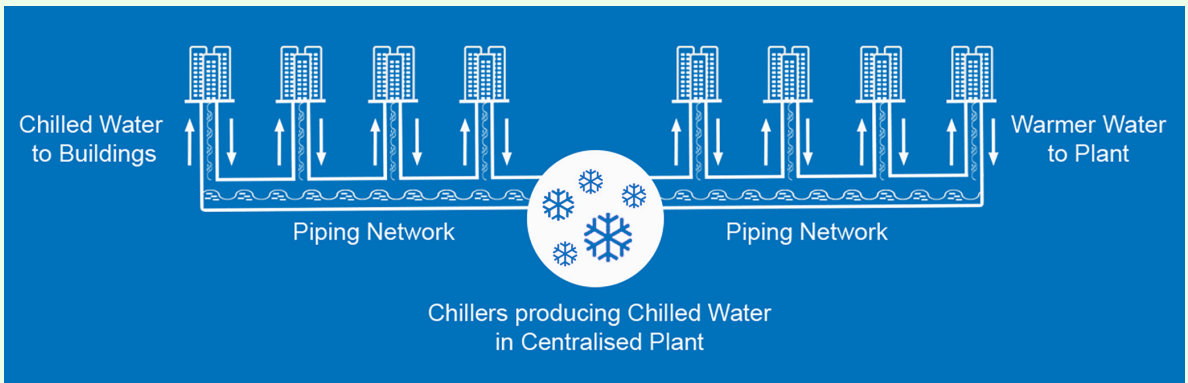 Chilled Water
to Buildings
Warmer Water
to Plant
Piping Network
Piping Network
Chillers producing Chilled Water
in Centralised Plant